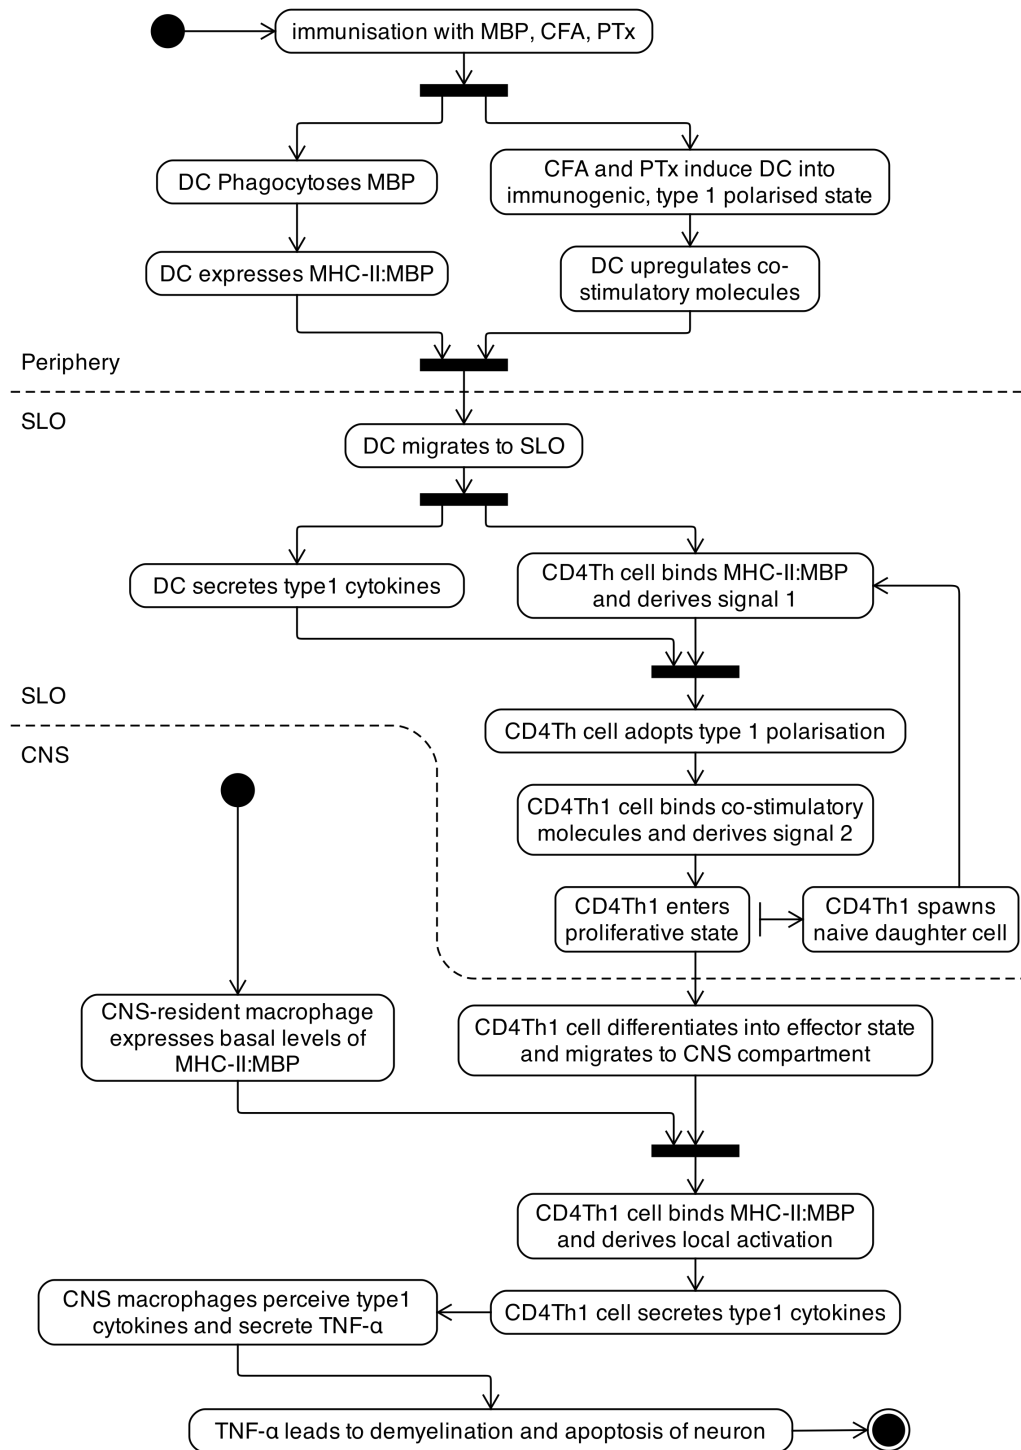 immunisation with MBP, CFA, PTx
DC Phagocytoses MBP
CFA and PTx induce DC into
immunogenic, type 1 polarised state
DC expresses MHC-II:MBP
DC upregulates co-
stimulatory molecules
Periphery
SLO
DC migrates to SLO
DC secretes type1 cytokines
CD4Th cell binds MHC-II:MBP
and derives signal 1
SLO
CD4Th cell adopts type 1 polarisation
CNS
CD4Th1 cell binds co-stimulatory
molecules and derives signal 2
CD4Th1 enters
proliferative state
CD4Th1 spawns
naive daughter cell
CNS-resident macrophage
expresses basal levels of
MHC-II:MBP
CD4Th1 cell differentiates into effector state
and migrates to CNS compartment
CD4Th1 cell binds MHC-II:MBP
and derives local activation
CNS macrophages perceive type1
cytokines and secrete TNF-α
CD4Th1 cell secretes type1 cytokines
TNF-α leads to demyelination and apoptosis of neuron